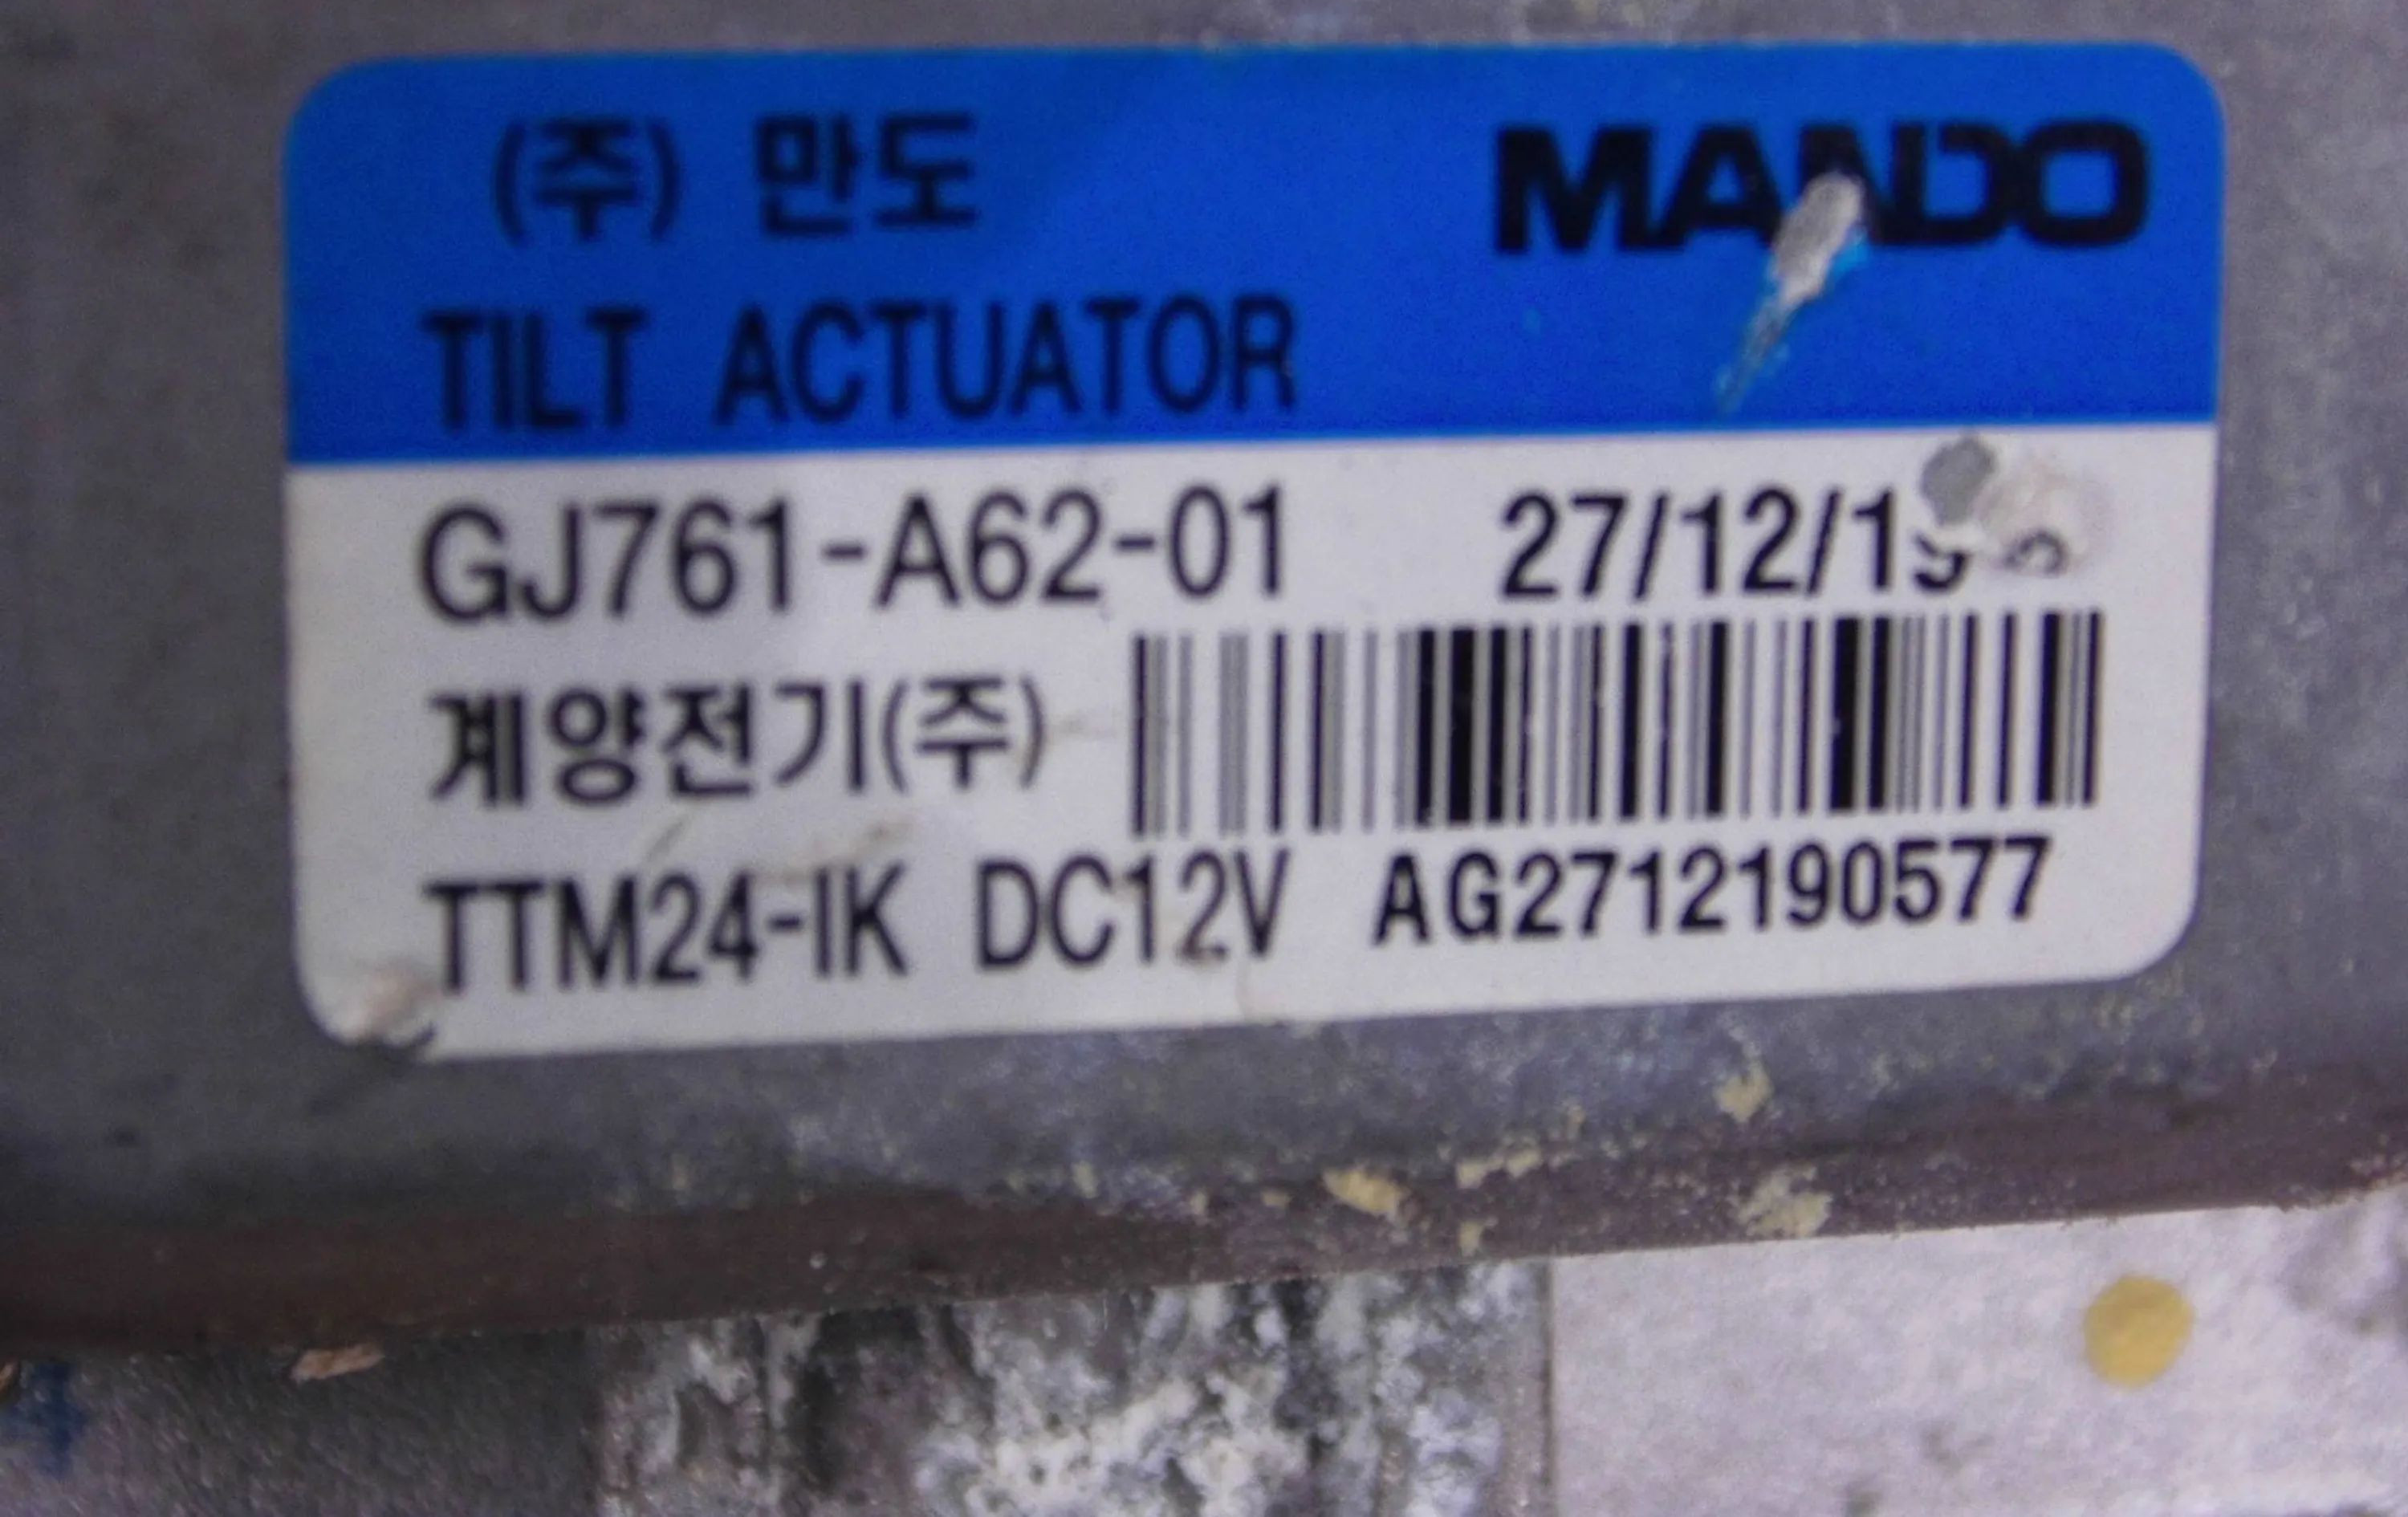 (주) 만도 MANDO
TILT ACTUATOR
GJ761-A62-01
계양전기(주)
TTM24-IK DC12V AG2712190577